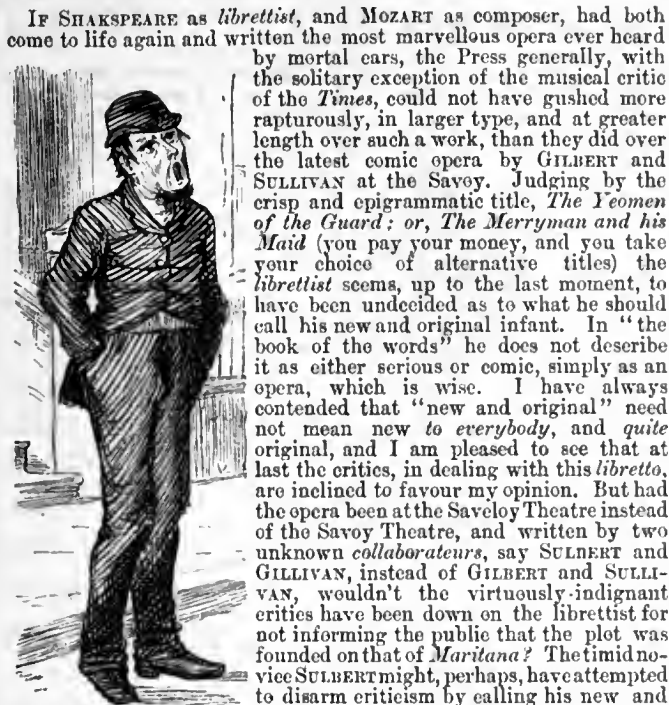 IF SHAKSPEARE as librettist, and MOZART as composer, had both
come to life again and written the most marvellous opera ever heard
by mortal ears, the Press generally, with
the solitary exception of the musical critic
of the Times, could not have gushed more
rapturously, in larger type, and at greater
length over such a work, than they did over
the latest comic opera by GILBERT and
SULLIVAN at the Savoy. Judging by the
crisp and epigrammatic title, The Yeomen
of the Guard; or, The Merryman and his
Maid (you pay your money, and you take
your choice of alternative titles) the
librettist seems, up to the last moment, to
have been undecided as to what he should
call his new and original infant. In "the
book of the words" he does not describe
it as either serious or comic, simply as an
opera, which is wise. I have always
contended that "new and original" need
not mean new to everybody, and quite
original, and I am pleased to see that at
last the critics, in dealing with this libretto,
are inclined to favour my opinion. But had
the opera been at the Saveloy Theatre instead
of the Savoy Theatre, and written by two
unknown collaborateurs, say SULBERT and
GILLIVAN, instead of GILBERT and SULLI-
VAN, wouldn't the virtuously-indignant
critics have been down on the librettist for
not informing the public that the plot was
founded on that of Maritana? The timid no-
vice SULBERT might, perhaps, have attempted
to disarm criticism by calling his new and